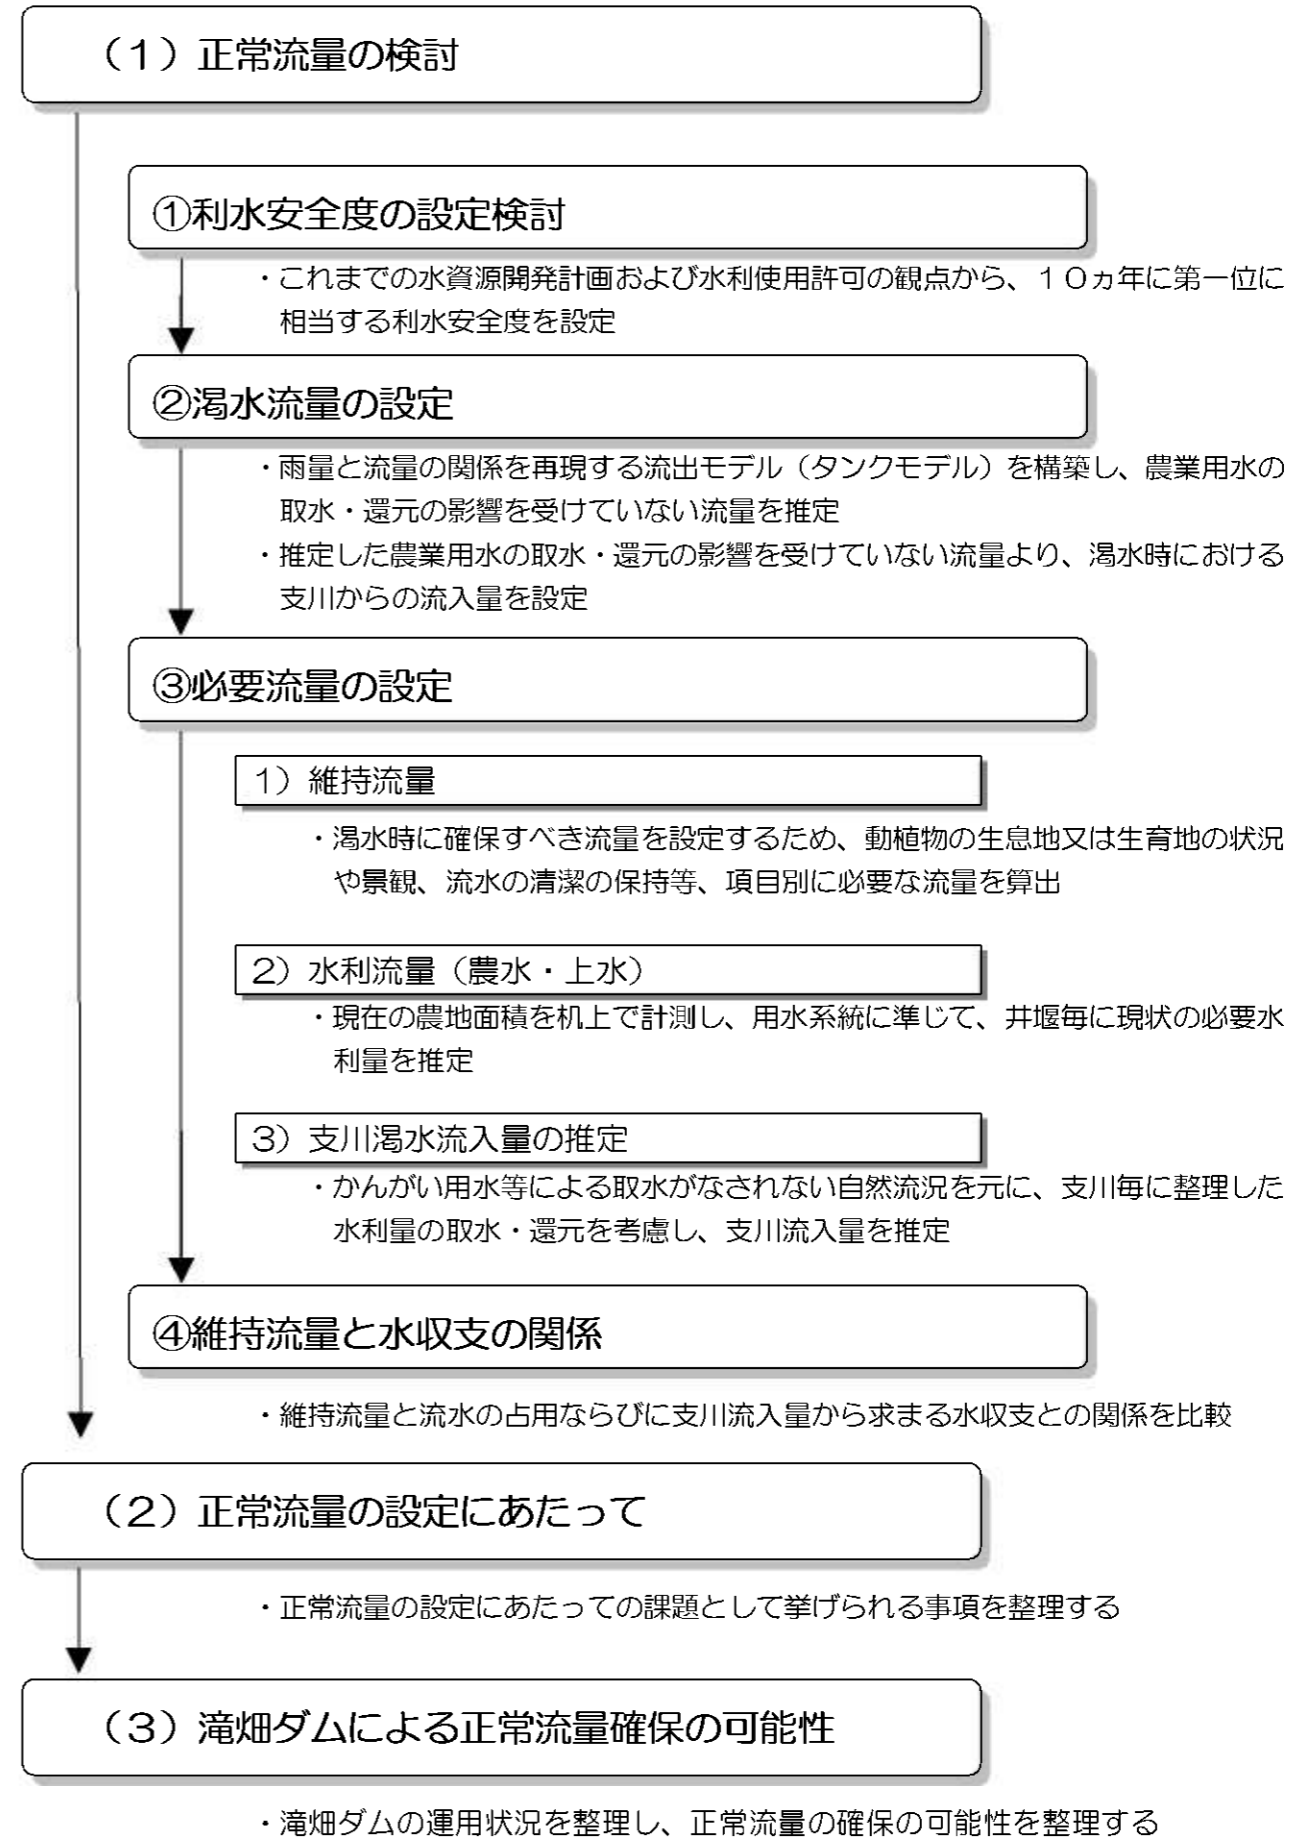 （１）正常流量の検討
①利水安全度の設定検討
・これまでの水資源開発計画および水利使用許可の観点から、１０ヵ年に第一位に
相当する利水安全度を設定
②渇水流量の設定
・雨量と流量の関係を再現する流出モデル（タンクモデル）を構築し、農業用水の
取水・還元の影響を受けていない流量を推定
・推定した農業用水の取水・還元の影響を受けていない流量より、渇水時における
支川からの流入量を設定
③必要流量の設定
１）維持流量
・渇水時に確保すべき流量を設定するため、動植物の生息地又は生育地の状況
や景観、流水の清潔の保持等、項目別に必要な流量を算出
２）水利流量（農水・上水）
・現在の農地面積を机上で計測し、用水系統に準じて、井堰毎に現状の必要水
利量を推定
３）支川渇水流入量の推定
・かんがい用水等による取水がなされない自然流況を元に、支川毎に整理した
水利量の取水・還元を考慮し、支川流入量を推定
④維持流量と水収支の関係
・維持流量と流水の占用ならびに支川流入量から求まる水収支との関係を比較
（２）正常流量の設定にあたって
・正常流量の設定にあたっての課題として挙げられる事項を整理する
（３）滝畑ダムによる正常流量確保の可能性
・滝畑ダムの運用状況を整理し、正常流量の確保の可能性を整理する